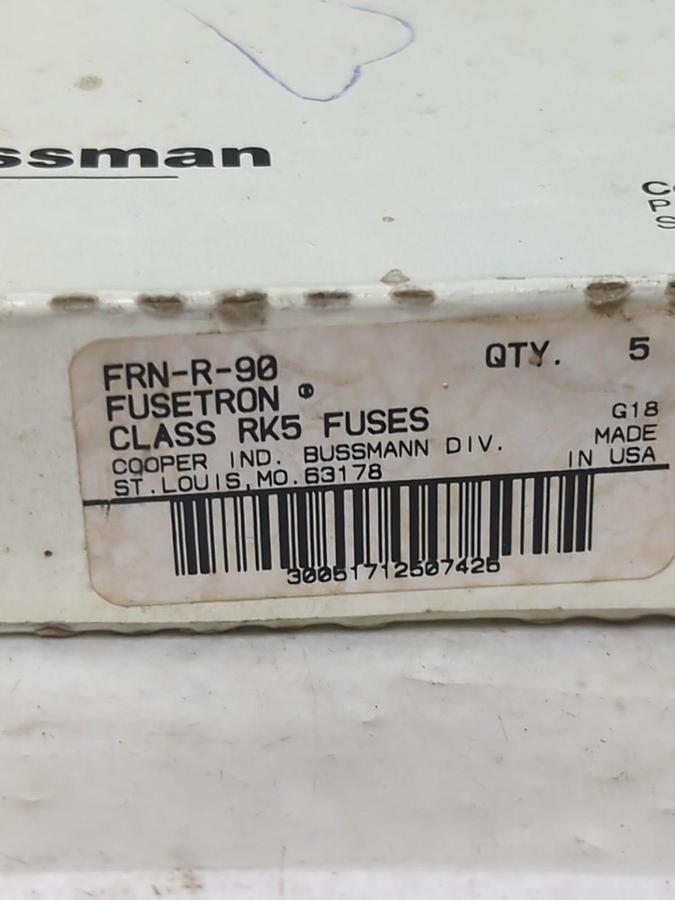 ssman
FRN-R-90
QTY. 5
FUSETRON ®
CLASS RK5 FUSES
G18
COOPER IND. BUSSMANN DIV.
MADE
ST.LOUIS,MO.63178
IN USA
30051712507425